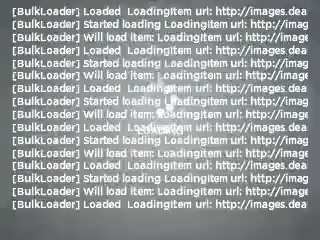 [BulkLoader] Loaded LoadingItem url: http://images.dea
[BulkLoader] Started loading LoadingItem url: http://imag
[BulkLoader] Will load item: LoadingItem url: http://image
[BulkLoader] Loaded LoadingItem url: http://images.dea
[BulkLoader] Started loading LoadingItem url: http://imag
[BulkLoader] Will load item: LoadingItem url: http://image
[BulkLoader] Loaded LoadingItem url: http://images.dea
[BulkLoader] Started loading LoadingItem url: http://imag
[BulkLoader] Will load item: LoadingItem url: http://image
[BulkLoader] Loaded LoadingItem url: http://images.dea
[BulkLoader] Started loading LoadingItem url: http://imag
[BulkLoader] Will load item: LoadingItem url: http://image
[BulkLoader] Loaded LoadingItem url: http://images.dea
[BulkLoader] Started loading LoadingItem url: http://imag
[BulkLoader] Will load item: LoadingItem url: http://image
[BulkLoader] Loaded LoadingItem url: http://images.dea